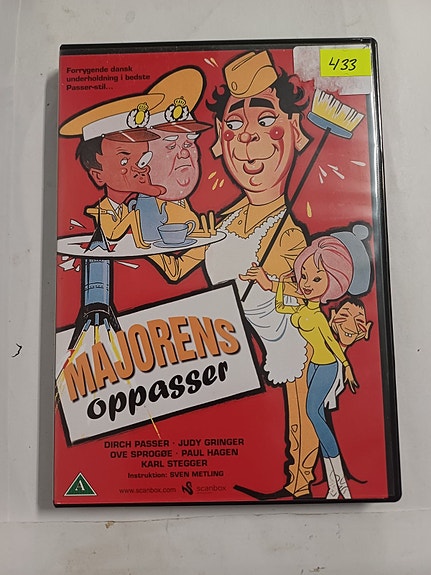 Forrygende dansk
underholdning i bedste
Passer-stil...
433
MAJORENS
oppasser
DIRCH PASSER · JUDY GRINGER
OVE SPROGØE · PAUL HAGEN
KARL STEGGER
Instruktion: SVEN METLING
A
www.scanbox.com
scanbox